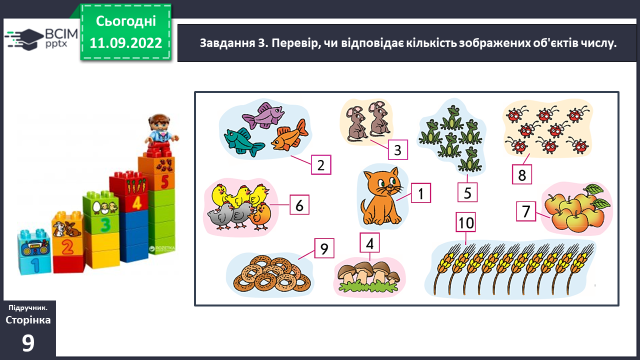 BCIM
pptx
Сьогодні
11.09.2022
Завдання 3. Перевір, чи відповідає кількість зображених об'єктів числу.
2
3
5
8
6
1
10
7
9
4
1
2
3
4
5
Підручник.
Сторінка
9